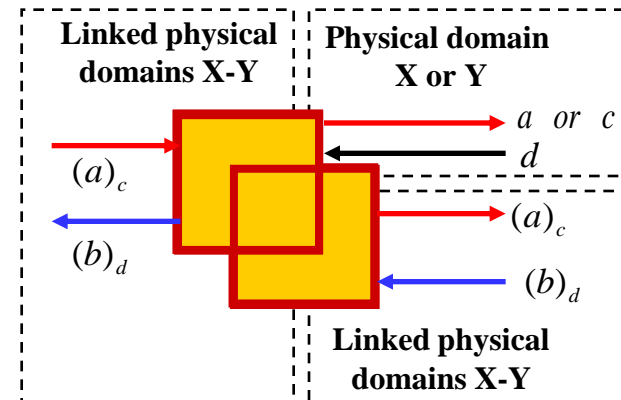 Linked physical
domains X-Y
Physical domain
X or Y
a or c
d
(a)c
(b)d
(a)c
(b)d
Linked physical
domains X-Y